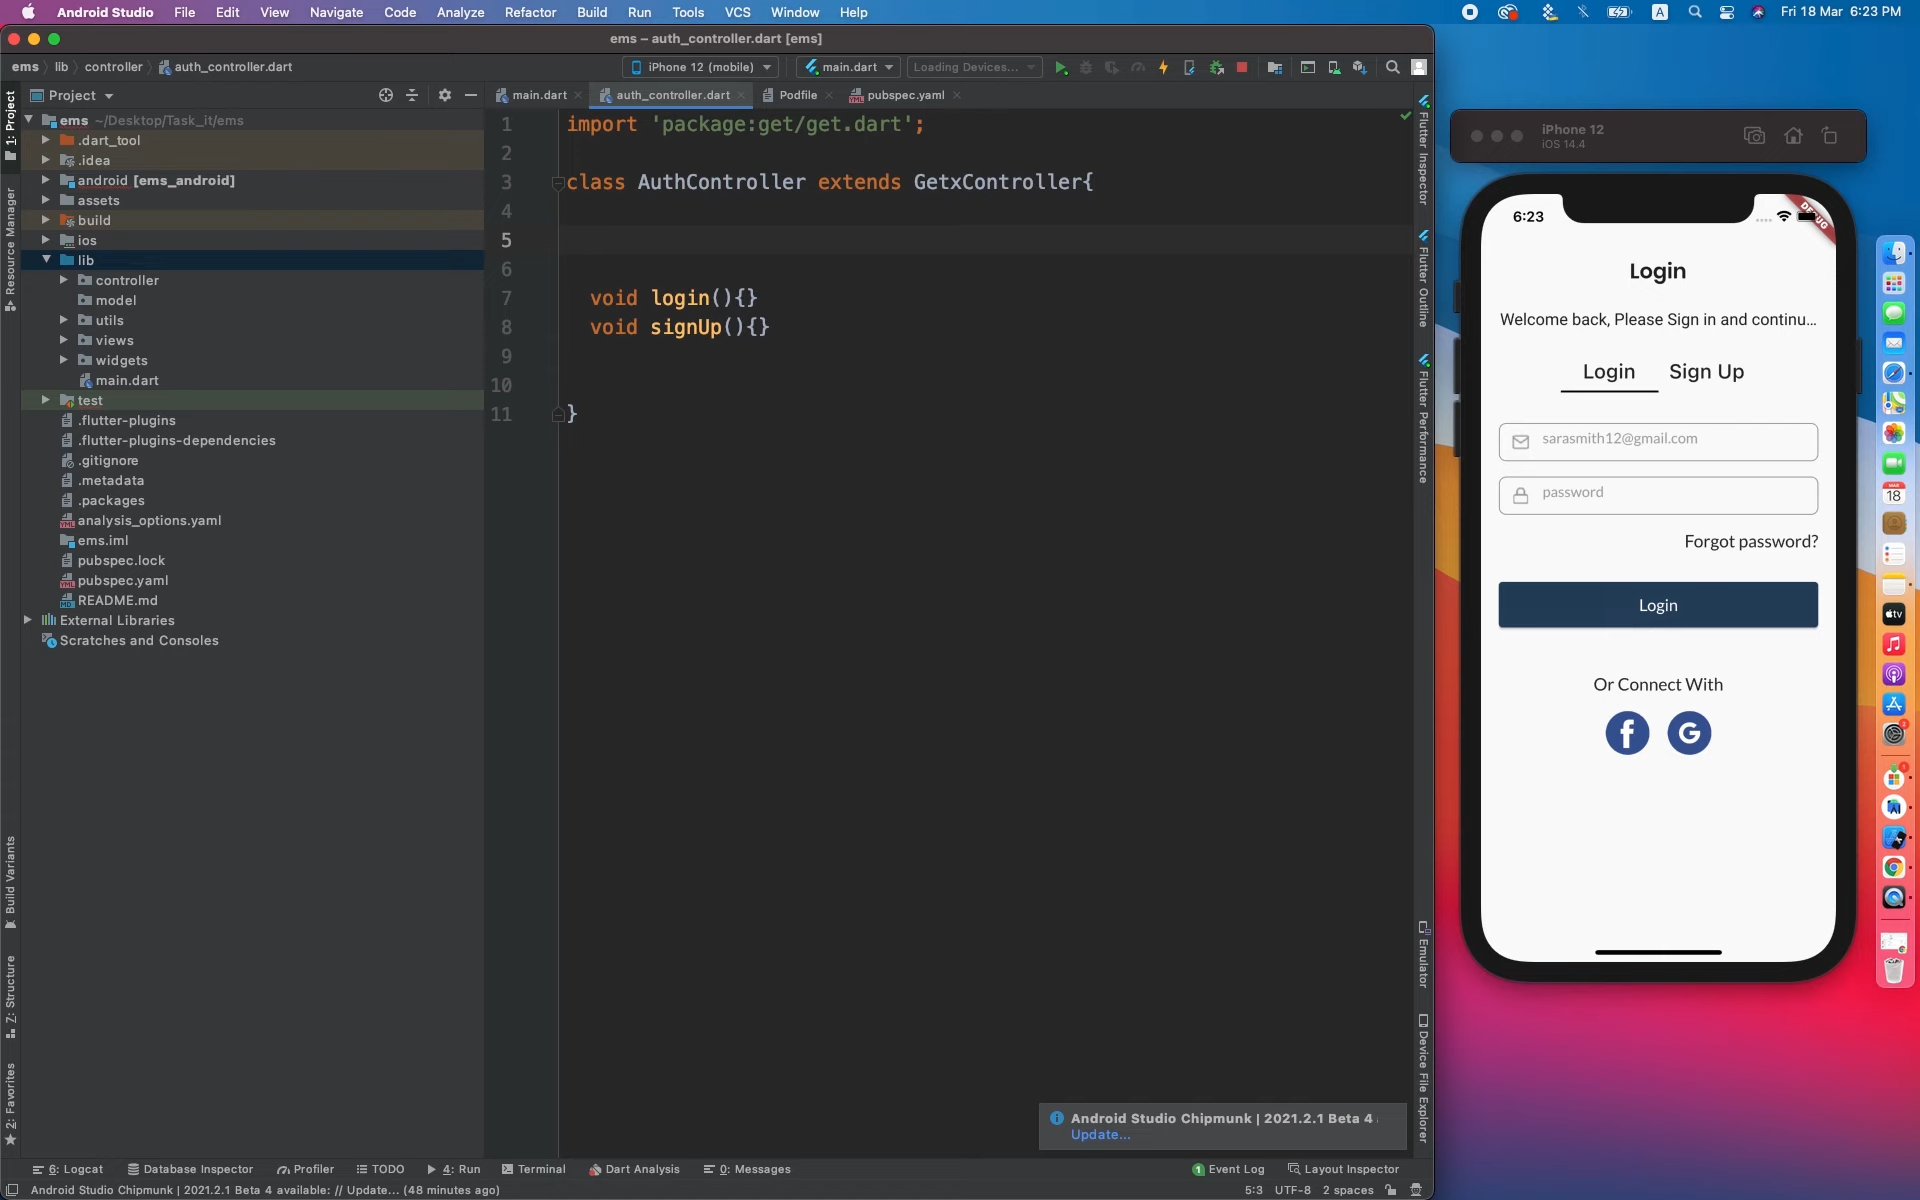 Android Studio File Edit View Navigate Code Analyze Refactor Build Run Tools VCS Window Help
A Fri 18 Mar 6:23 PM
ems – auth_controller.dart [ems]
ems lib controller auth_controller.dart
iPhone 12 (mobile) main.dart Loading Devices...
Project
main.dart auth_controller.dart Podfile pubspec.yaml
ems ~/Desktop/Task_it/ems
.dart_tool
.idea
android [ems_android]
assets
build
ios
lib
controller
model
utils
views
widgets
main.dart
test
.flutter-plugins
.flutter-plugins-dependencies
.gitignore
.metadata
.packages
analysis_options.yaml
ems.iml
pubspec.lock
pubspec.yaml
README.md
External Libraries
Scratches and Consoles
1: Project
Resource Manager
Build Variants
7: Structure
2: Favorites
1 import 'package:get/get.dart';
2
3 class AuthController extends GetxController{
4
5
6
7 void login(){}
8 void signUp(){}
9
10
11 }
Flutter Inspector
Flutter Outline
Flutter Performance
Emulator
Device File Explorer
Android Studio Chipmunk | 2021.2.1 Beta 4
Update...
6: Logcat Database Inspector Profiler TODO 4: Run Terminal Dart Analysis 0: Messages
1 Event Log Layout Inspector
Android Studio Chipmunk | 2021.2.1 Beta 4 available: // Update... (48 minutes ago)
5:3 UTF-8 2 spaces
iPhone 12
iOS 14.4
6:23
DEBUG
Login
Welcome back, Please Sign in and continu...
Login Sign Up
sarasmith12@gmail.com
password
Forgot password?
Login
Or Connect With
f G
MAR
18
tv